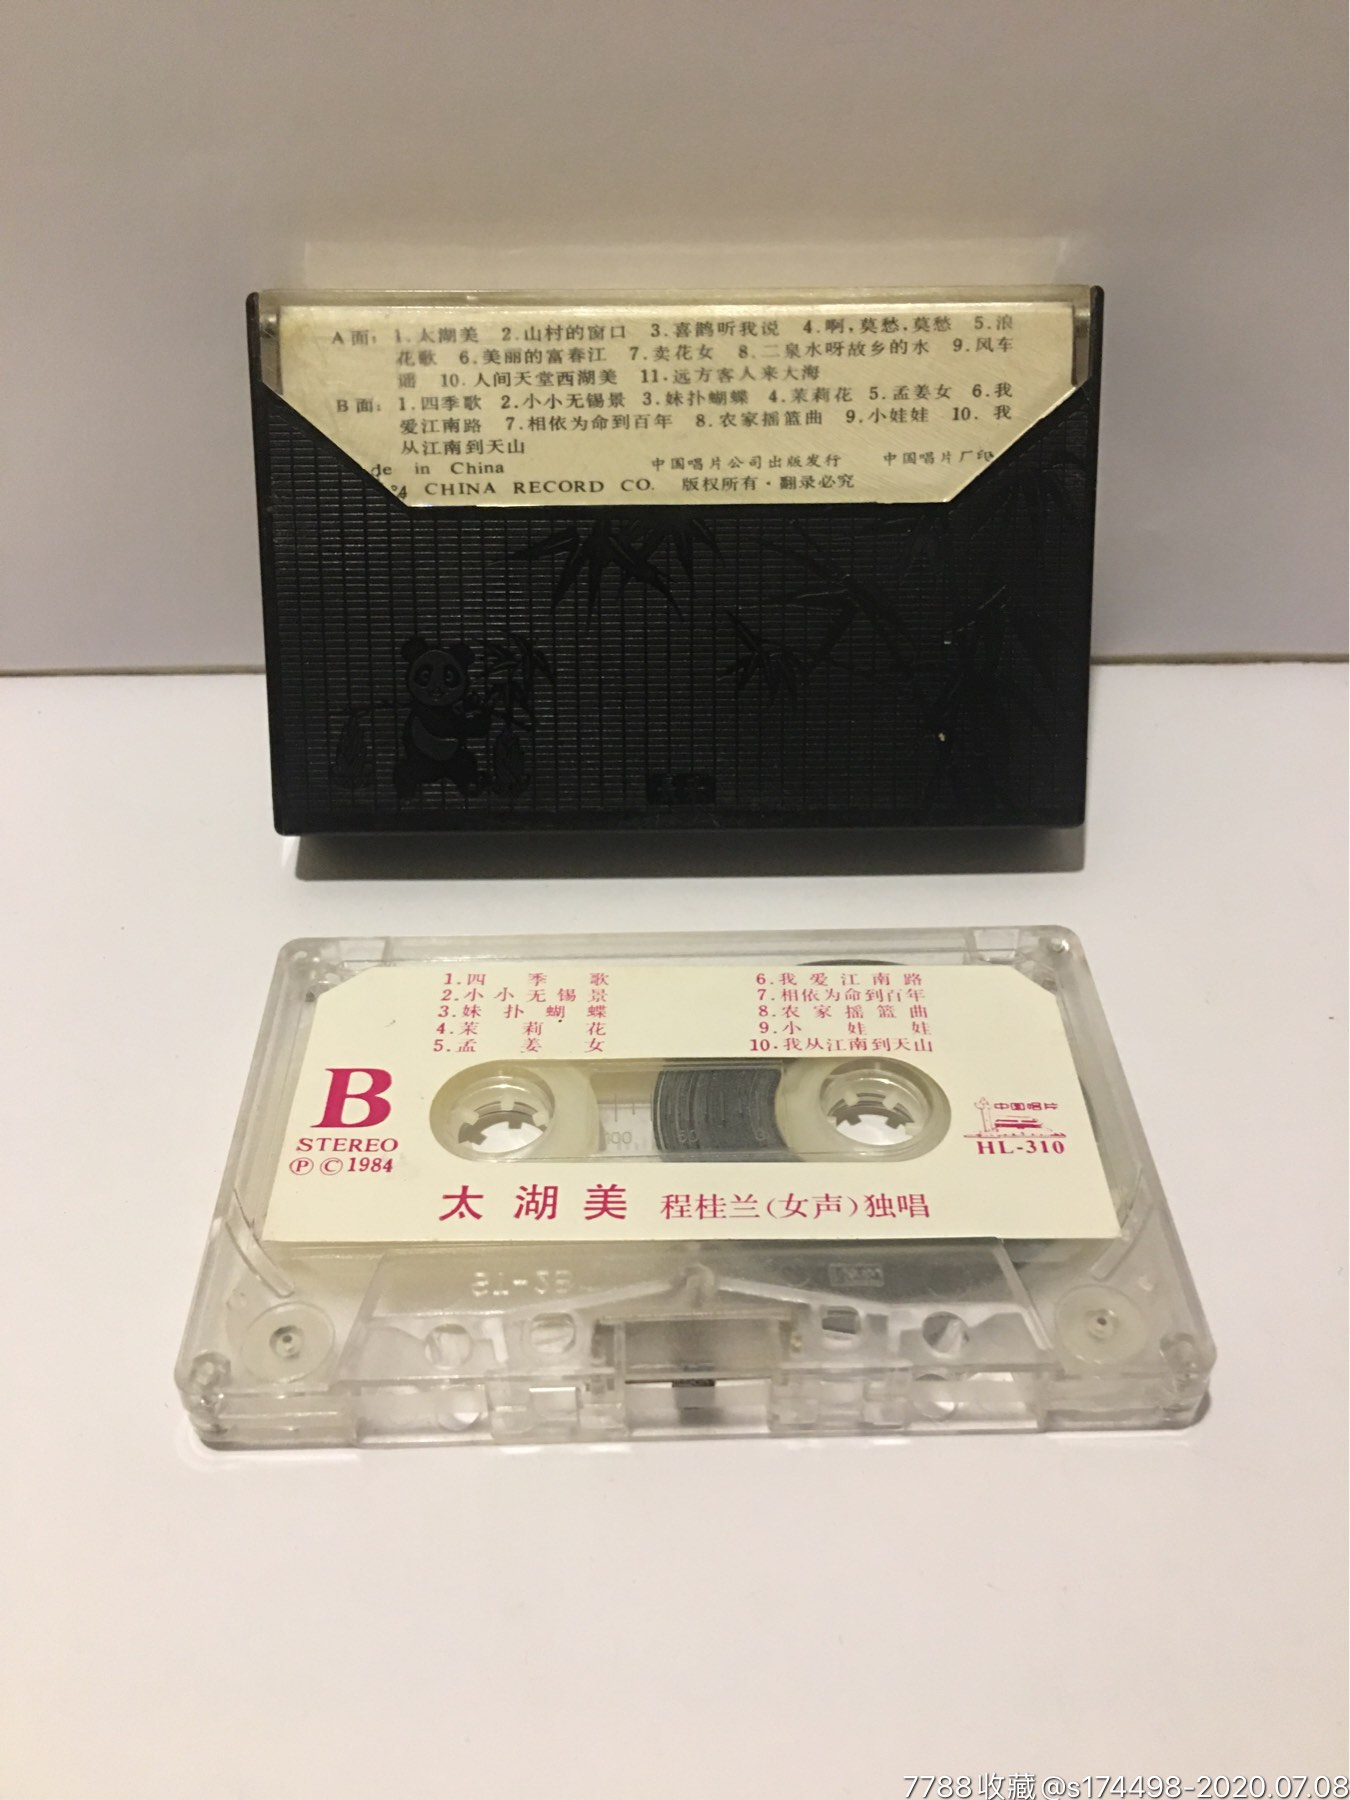 A面: 1. 太湖美 2.山村的窗口 3.喜鹊听我说 4.啊,莫愁,莫愁 5.浪
花歌 6.美丽的富春江 7.卖花女 8.二泉水呀故乡的水 9.风车
谣 10.人间天堂西湖美 11.远方客人来大海
B面: 1.四季歌 2.小小无锡景 3.妹扑蝴蝶 4.茉莉花 5.孟姜女 6.我
爱江南路 7.相依为命到百年 8.农家摇篮曲 9.小娃娃 10. 我
从江南到天山
de in China 中国唱片公司出版发行 中国唱片厂印
CHINA RECORD CO. 版权所有·翻录必究
1.四季歌
2.小小无锡景
3.妹扑蝴蝶
4.茉莉花
5.孟姜女
6.我爱江南路
7.相依为命到百年
8.农家摇篮曲
9.小娃娃
10.我从江南到天山
B
STEREO
Ⓟ©1984
中国唱片
HL-310
太湖美 程桂兰(女声)独唱
7788收藏@s174498-2020.07.08